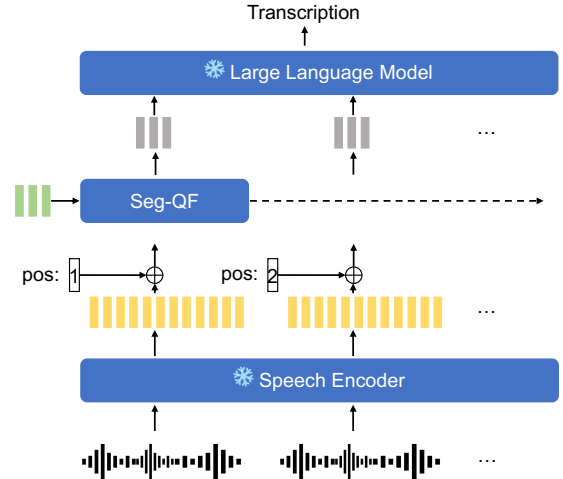 Transcription
Large Language Model
...
Seg-QF
pos: 1
pos: 2
...
Speech Encoder
...